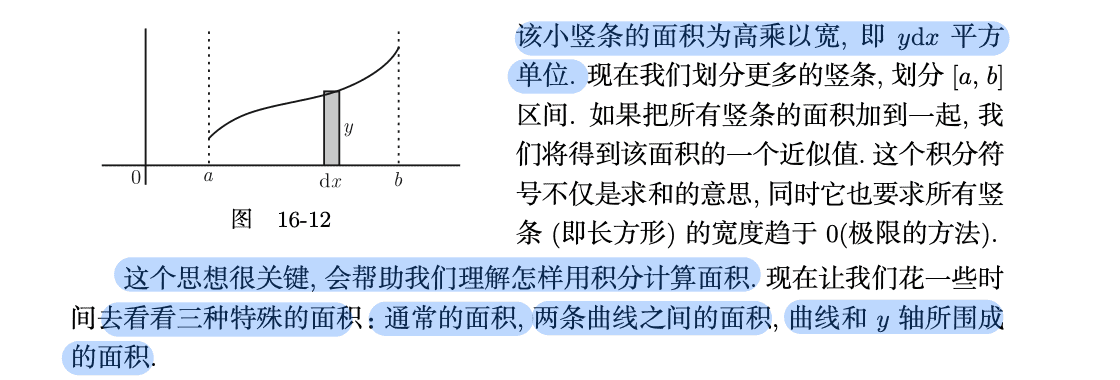 y
0
a
dx
b
图 16-12
该小竖条的面积为高乘以宽, 即 ydx 平方
单位. 现在我们划分更多的竖条, 划分 [a, b]
区间. 如果把所有竖条的面积加到一起, 我
们将得到该面积的一个近似值. 这个积分符
号不仅是求和的意思, 同时它也要求所有竖
条 (即长方形) 的宽度趋于 0(极限的方法).
这个思想很关键, 会帮助我们理解怎样用积分计算面积. 现在让我们花一些时
间去看看三种特殊的面积: 通常的面积, 两条曲线之间的面积, 曲线和 y 轴所围成
的面积.